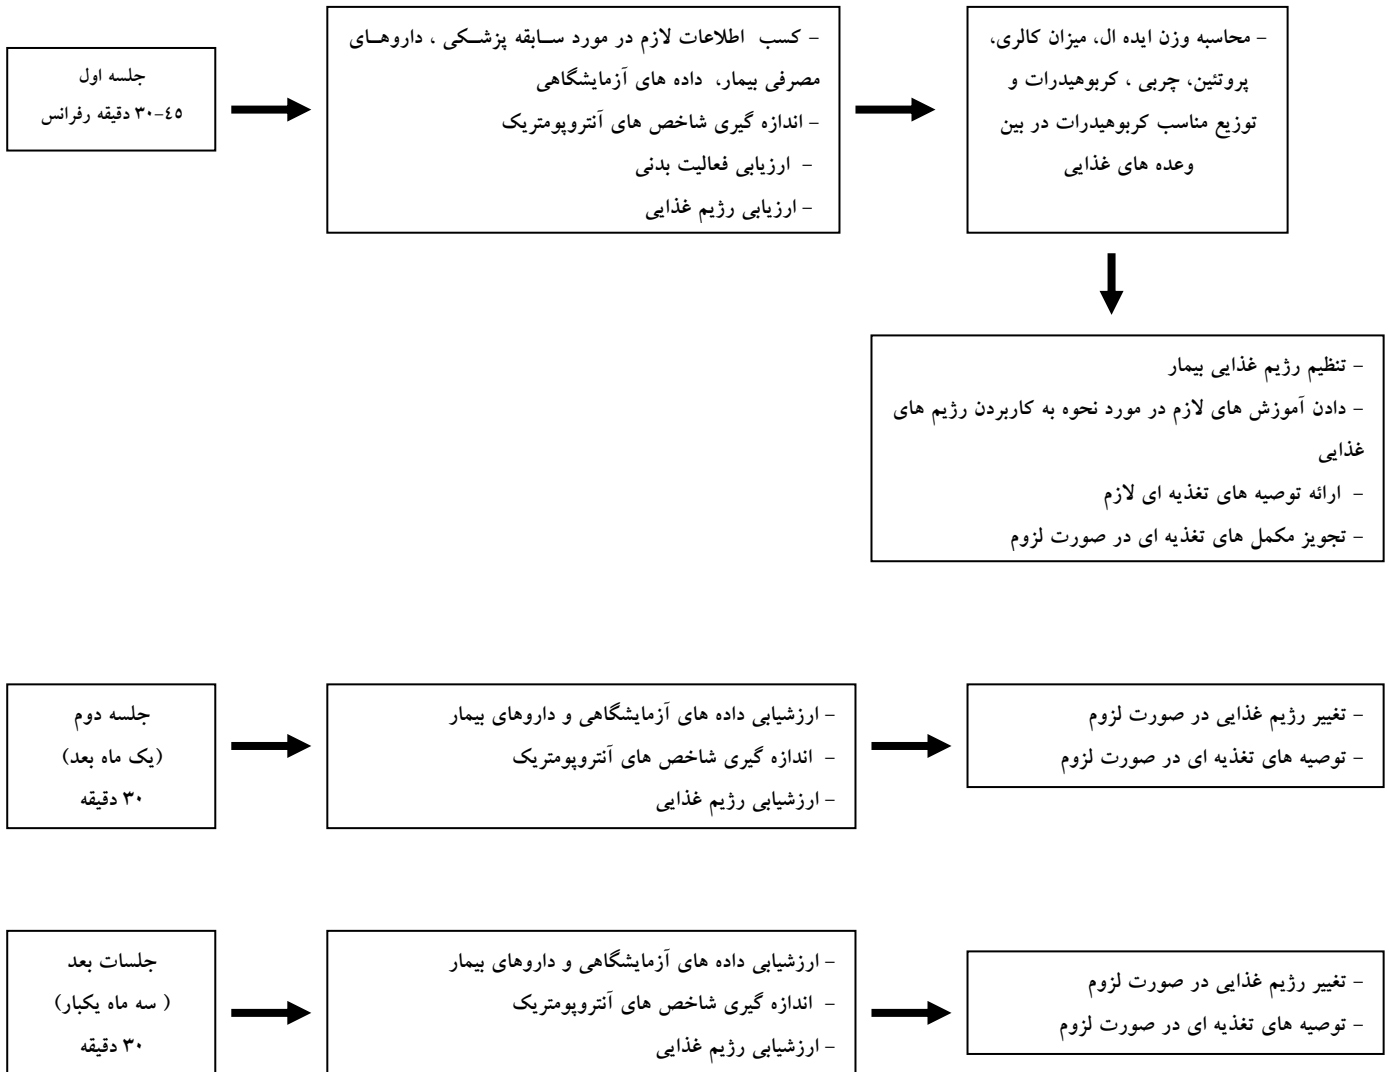 جلسه اول
۳۰-٤٥ دقیقه رفرانس
- کسب اطلاعات لازم در مورد ســابقه پزشــکی ، داروهــای
مصرفی بیمار، داده های آزمایشگاهی
- اندازه گیری شاخص های آنتروپومتریک
- ارزیابی فعالیت بدنی
- ارزیابی رژیم غذایی
- محاسبه وزن ایده ال، میزان کالری،
پروتئین، چربی ، کربوهیدرات و
توزیع مناسب کربوهیدرات در بین
وعده های غذایی
- تنظیم رژیم غذایی بیمار
- دادن آموزش های لازم در مورد نحوه به کاربردن رژیم های
غذایی
- ارائه توصیه های تغذیه ای لازم
- تجویز مکمل های تغذیه ای در صورت لزوم
جلسه دوم
(یک ماه بعد)
۳۰ دقیقه
- ارزشیابی داده های آزمایشگاهی و داروهای بیمار
- اندازه گیری شاخص های آنتروپومتریک
- ارزشیابی رژیم غذایی
- تغییر رژیم غذایی در صورت لزوم
- توصیه های تغذیه ای در صورت لزوم
جلسات بعد
( سه ماه یکبار)
۳۰ دقیقه
- ارزشیابی داده های آزمایشگاهی و داروهای بیمار
- اندازه گیری شاخص های آنتروپومتریک
- ارزشیابی رژیم غذایی
- تغییر رژیم غذایی در صورت لزوم
- توصیه های تغذیه ای در صورت لزوم